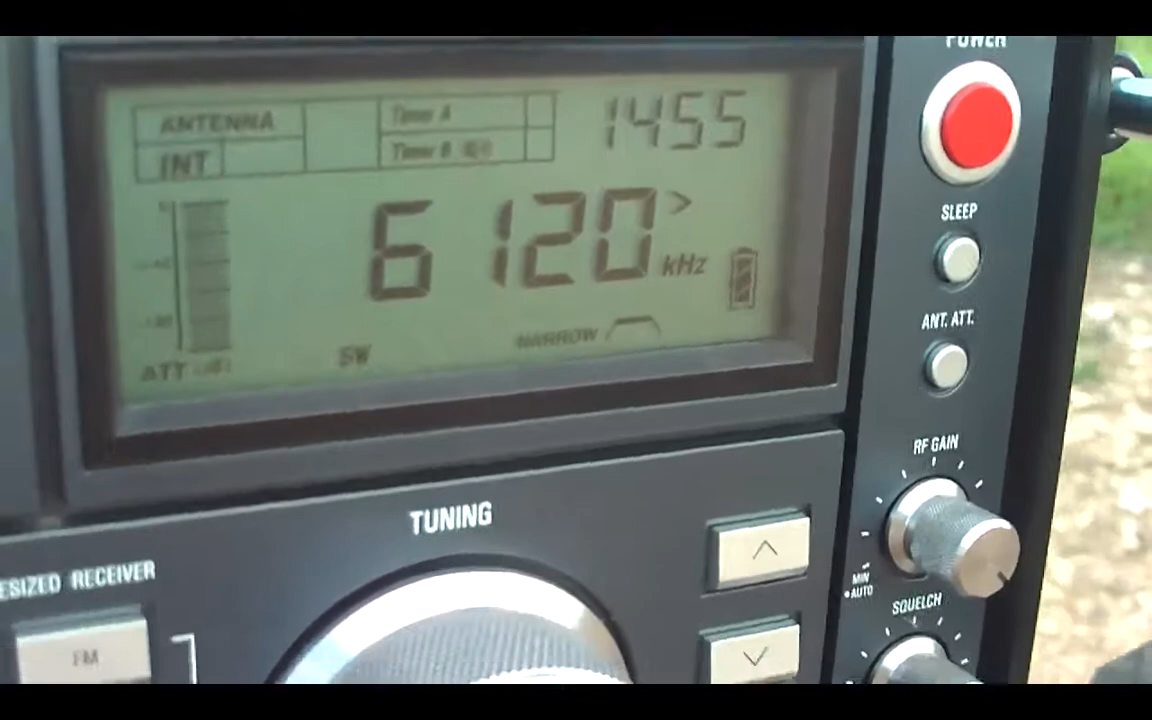 POWER
ANTENNA
Timer A
1455
Timer B
INT
6120 >
kHz
NARROW
SW
ATT
SLEEP
ANT. ATT.
RF GAIN
MIN
AUTO
SQUELCH
TUNING
ESIZED RECEIVER
FM